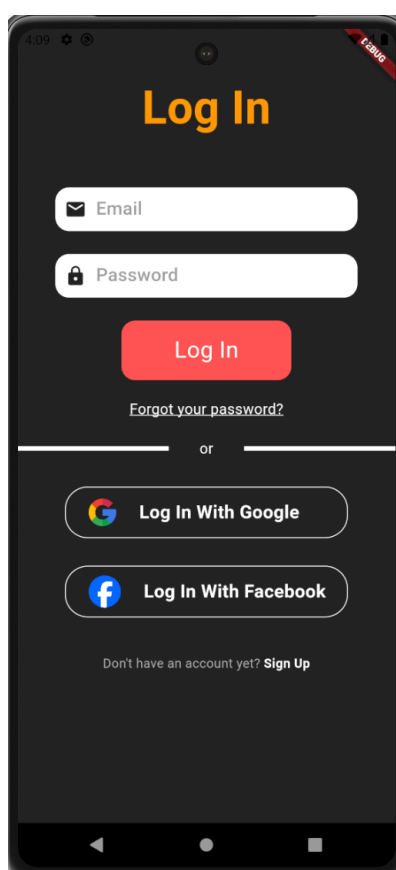 4:09
DEBUG
Log In
Email
Password
Log In
Forgot your password?
or
Log In With Google
Log In With Facebook
Don't have an account yet? Sign Up